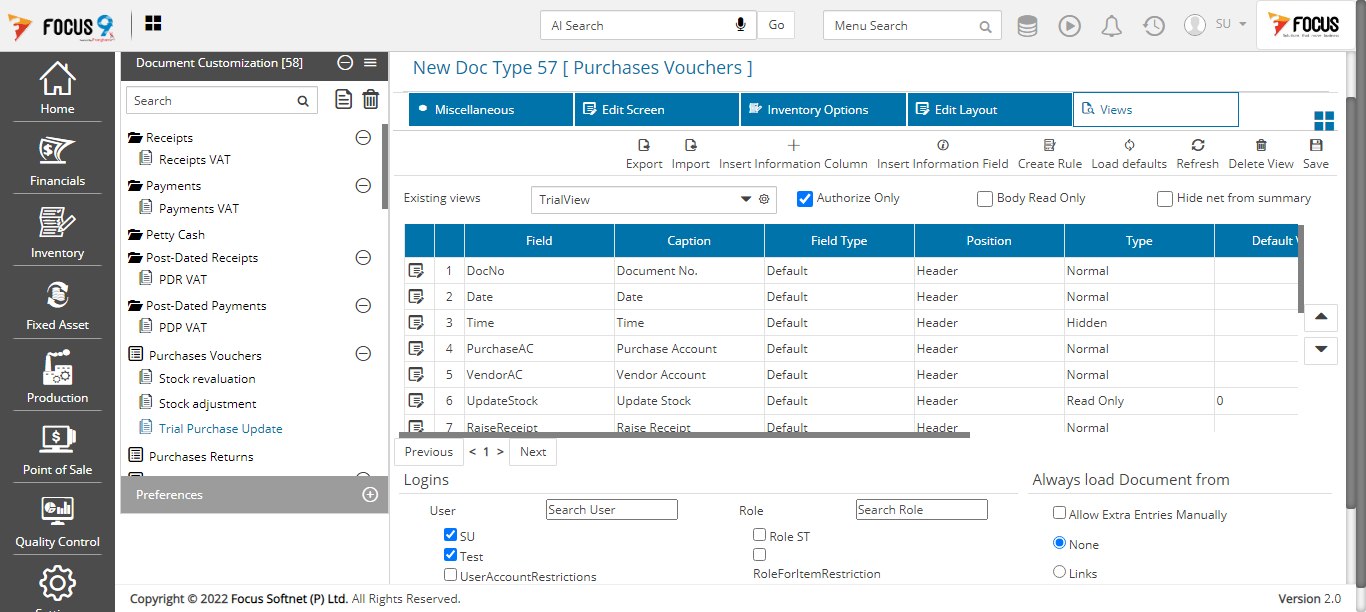 FOCUS 9
AI Search
Go
Menu Search
SU
FOCUS
Home
Financials
Inventory
Fixed Asset
Production
Point of Sale
Quality Control
Document Customization [58]
Search
Receipts
Receipts VAT
Payments
Payments VAT
Petty Cash
Post-Dated Receipts
PDR VAT
Post-Dated Payments
PDP VAT
Purchases Vouchers
Stock revaluation
Stock adjustment
Trial Purchase Update
Purchases Returns
Preferences
New Doc Type 57 [ Purchases Vouchers ]
Miscellaneous Edit Screen Inventory Options Edit Layout Views
Export Import Insert Information Column Insert Information Field Create Rule Load defaults Refresh Delete View Save
Existing views TrialView Authorize Only Body Read Only Hide net from summary
Field Caption Field Type Position Type Default
1 DocNo Document No. Default Header Normal
2 Date Date Default Header Normal
3 Time Time Default Header Hidden
4 PurchaseAC Purchase Account Default Header Normal
5 VendorAC Vendor Account Default Header Normal
6 UpdateStock Update Stock Default Header Read Only 0
7 RaiseReceipt Raise Receipt Default Header Normal
Previous < 1 > Next
Logins
User Search User Role Search Role
SU Role ST
Test
UserAccountRestrictions RoleForItemRestriction
Always load Document from
Allow Extra Entries Manually
None
Links
Copyright © 2022 Focus Softnet (P) Ltd. All Rights Reserved.
Version 2.0